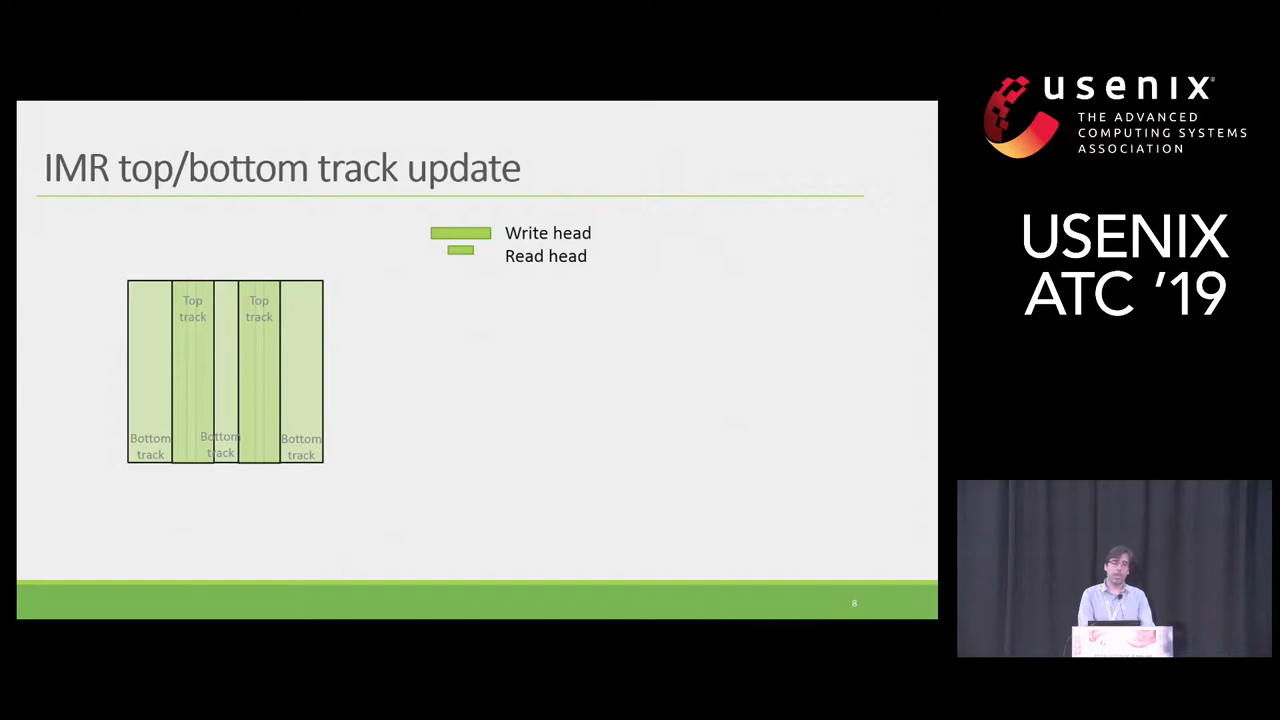 IMR top/bottom track update
Write head
Read head
Top
track
Top
track
Bottom
track
Bottom
track
Bottom
track
8
usenix
THE ADVANCED
COMPUTING SYSTEMS
ASSOCIATION
USENIX
ATC '19